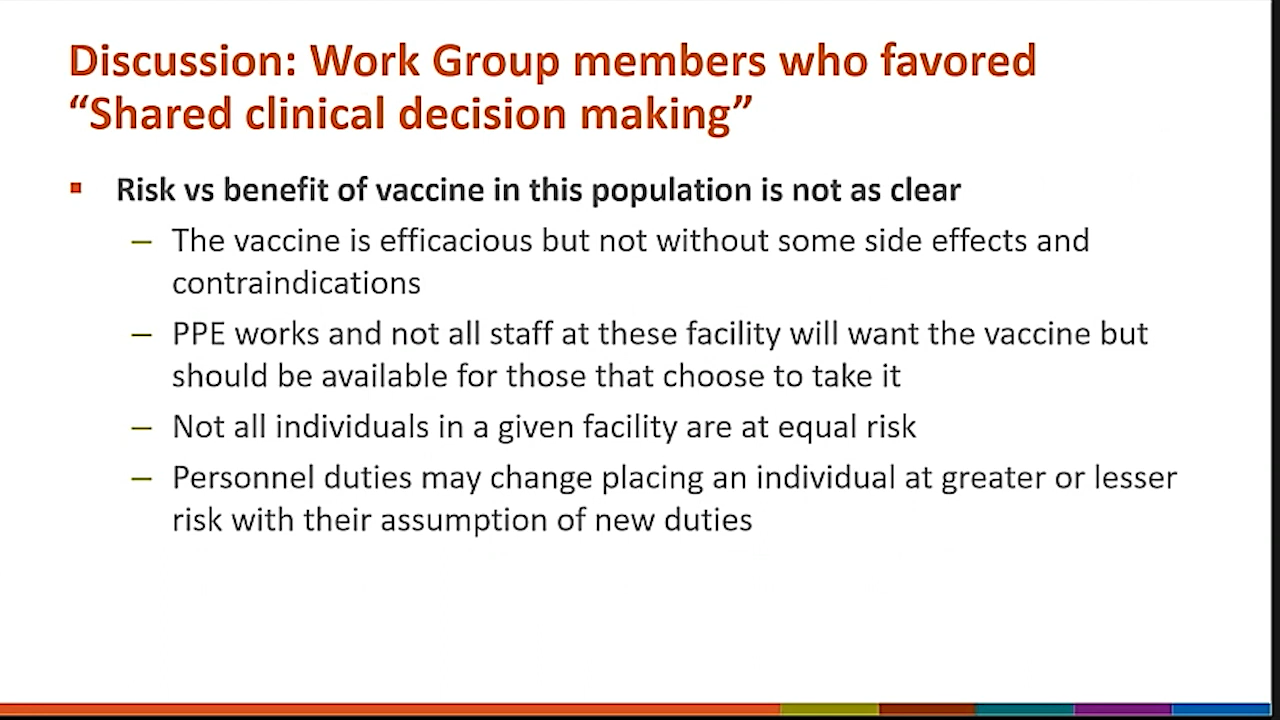 Discussion: Work Group members who favored
“Shared clinical decision making”
▪ Risk vs benefit of vaccine in this population is not as clear
– The vaccine is efficacious but not without some side effects and
contraindications
– PPE works and not all staff at these facility will want the vaccine but
should be available for those that choose to take it
– Not all individuals in a given facility are at equal risk
– Personnel duties may change placing an individual at greater or lesser
risk with their assumption of new duties